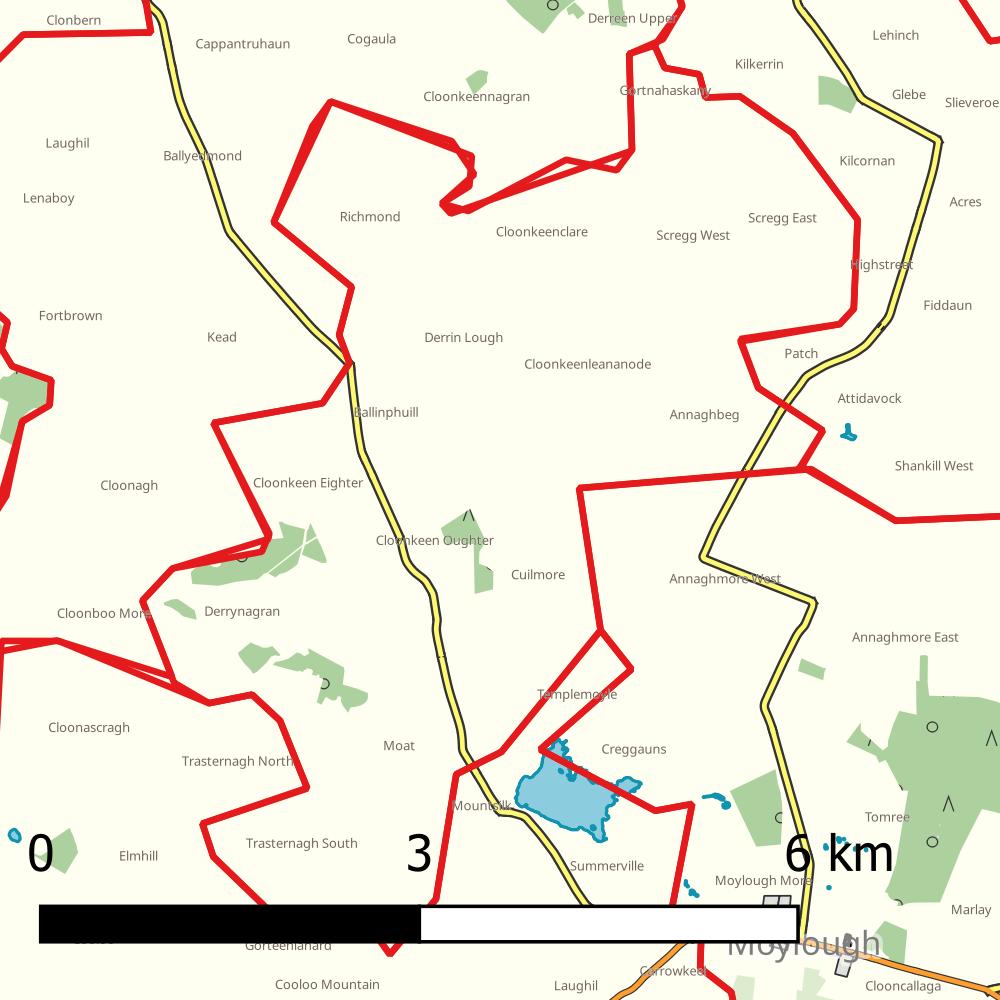 Clonbern
Derreen Upper
Cappantruhaun
Cogaula
Lehinch
Kilkerrin
Gortnahaskany
Cloonkeennagran
Glebe
Slieveroe
Laughil
Ballyedmond
Kilcornan
Lenaboy
Acres
Richmond
Scregg East
Cloonkeenclare
Scregg West
Highstreet
Fiddaun
Fortbrown
Kead
Derrin Lough
Patch
Cloonkeenleananode
Attidavock
Ballinphuill
Annaghbeg
Shankill West
Cloonagh
Cloonkeen Eighter
Cloonkeen Oughter
Cuilmore
Annaghmore West
Cloonboo More
Derrynagran
Annaghmore East
Templemoyle
Cloonascragh
Moat
Creggauns
Trasternagh North
Mountsilk
Tomree
Trasternagh South
Elmhill
0 3 6 km
Summerville
Moylough More
Marlay
Gorteenlahard
Moylough
Carrowkeel
Cooloo Mountain
Laughil
Clooncallaga